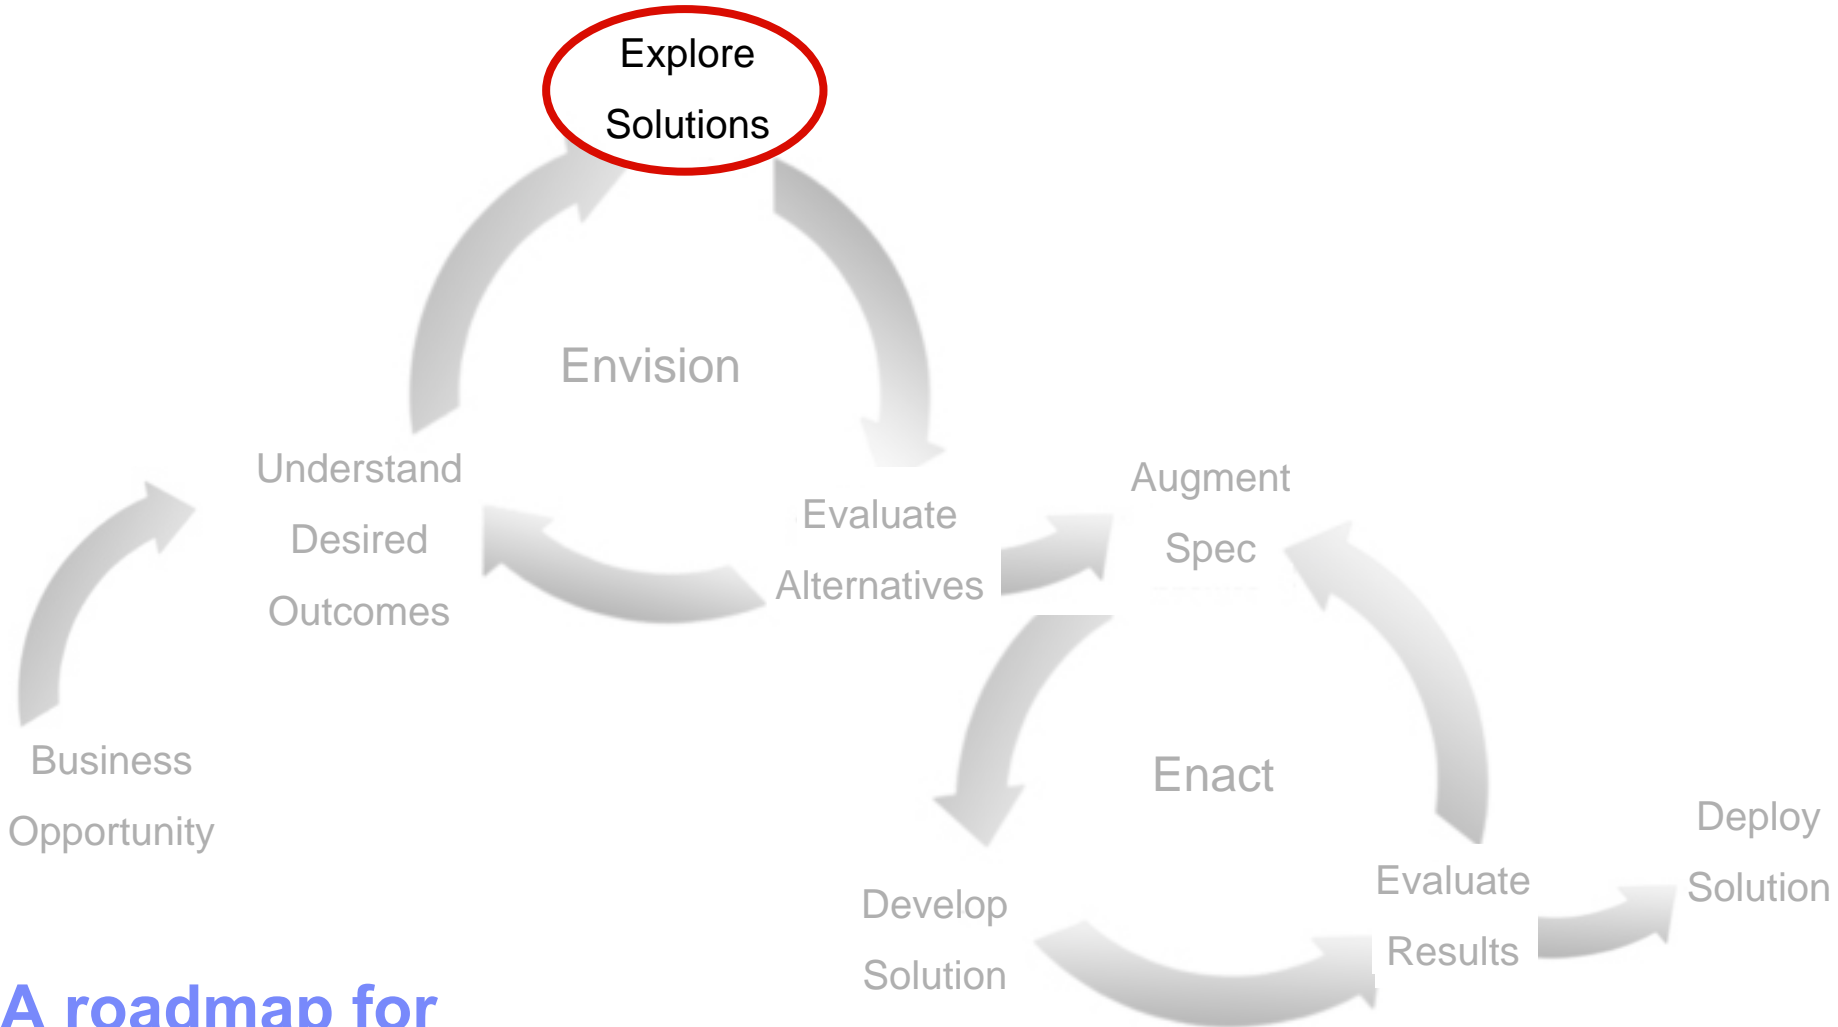 Explore
Solutions
Envision
Understand
Desired
Outcomes
Evaluate
Alternatives
Augment
Spec
Business
Opportunity
Enact
Develop
Solution
Evaluate
Results
Deploy
Solution
A roadmap for